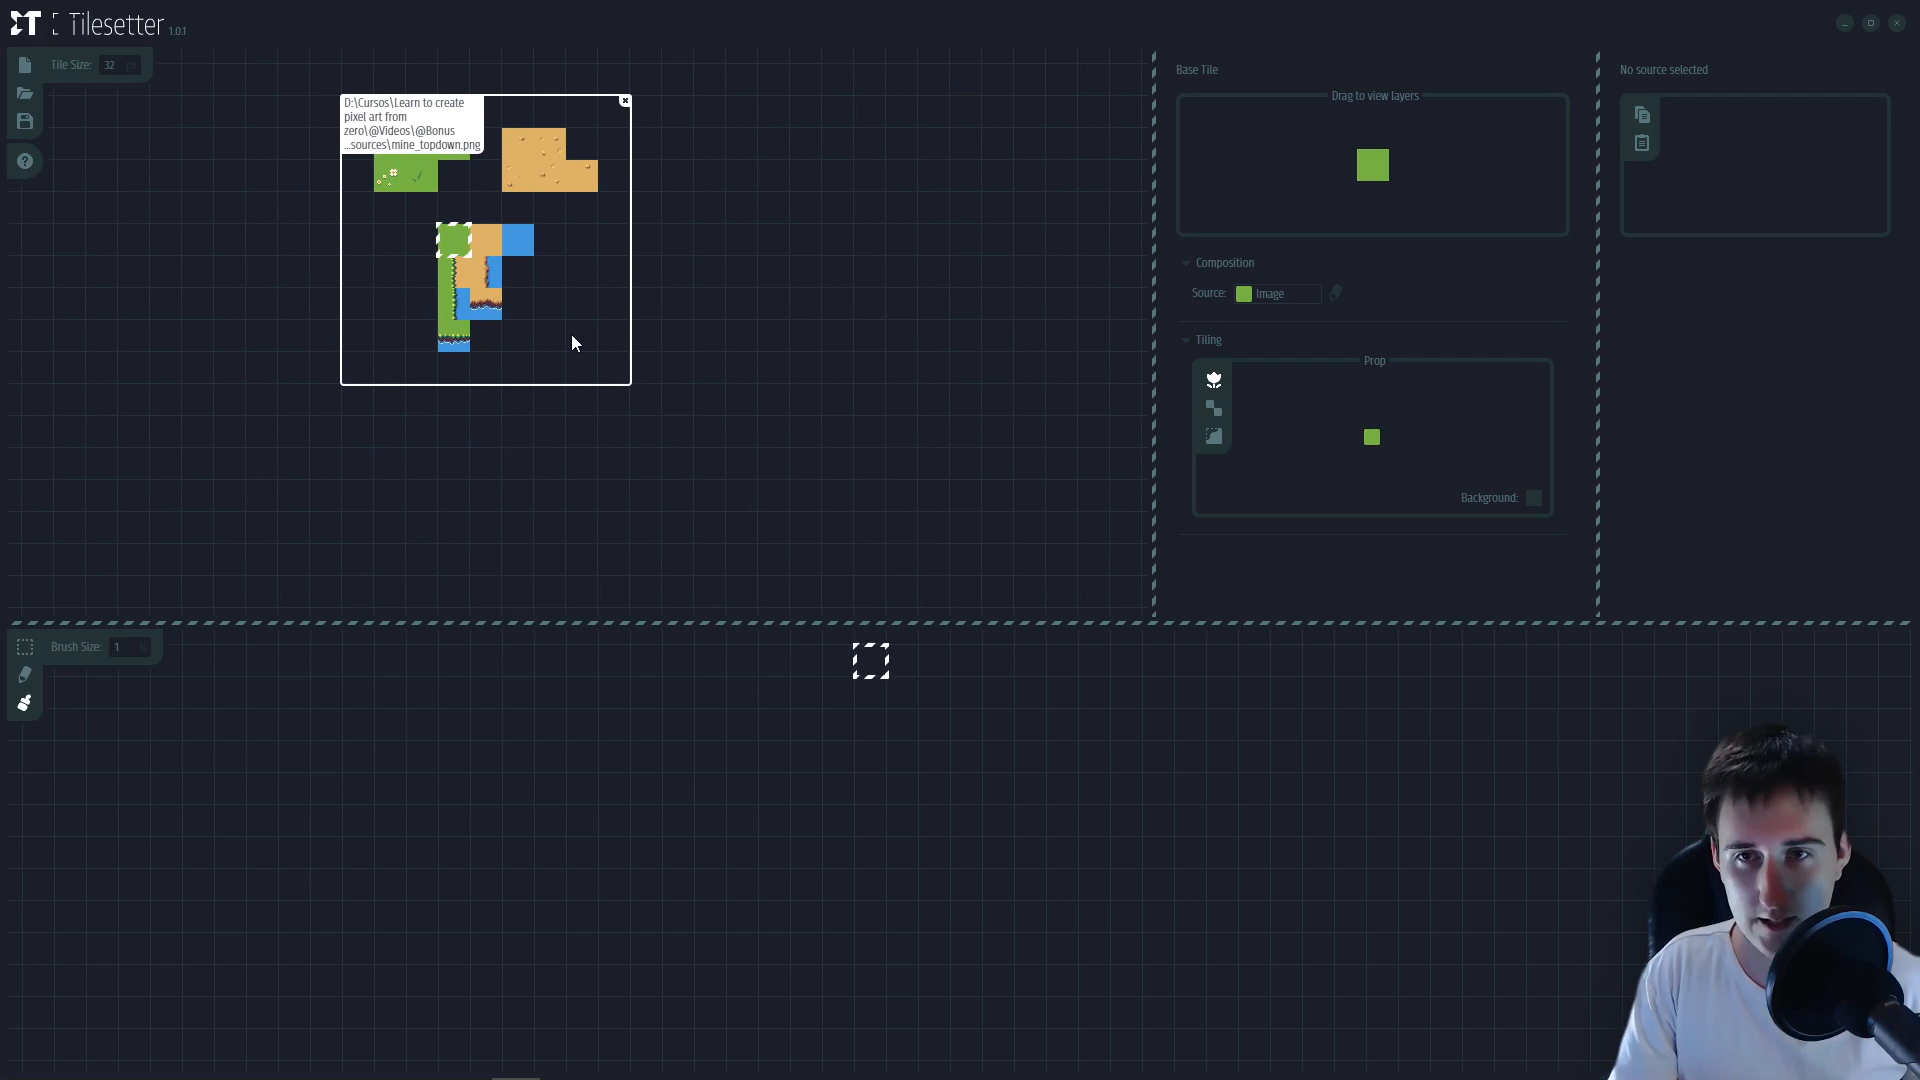 Tilesetter 1.0.1
Tile Size: 32 px
D:\Cursos\Learn to create
pixel art from
zero\@Videos\@Bonus
...sources\mine_topdown.png
Base Tile
Drag to view layers
Composition
Source: Image
Tiling
Prop
Background:
No source selected
Brush Size: 1